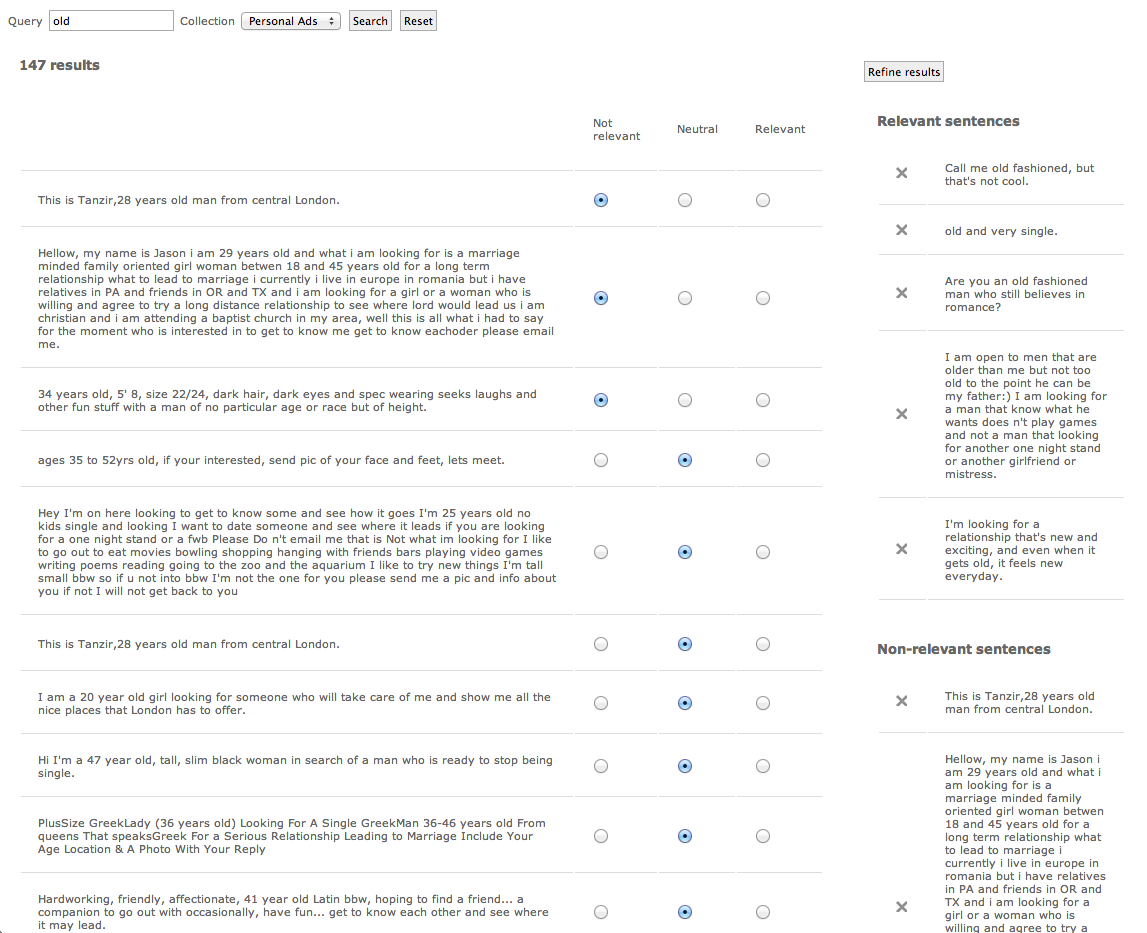 Query old Collection Personal Ads Search Reset
147 results
Refine results
Not
relevant
Neutral
Relevant
This is Tanzir,28 years old man from central London.
Hellow, my name is Jason i am 29 years old and what i am looking for is a marriage
minded family oriented girl woman betwen 18 and 45 years old for a long term
relationship what to lead to marriage i currently i live in europe in romania but i have
relatives in PA and friends in OR and TX and i am looking for a girl or a woman who is
willing and agree to try a long distance relationship to see where lord would lead us i am
christian and i am attending a baptist church in my area, well this is all what i had to say
for the moment who is interested in to get to know me get to know eachoder please email
me.
34 years old, 5' 8, size 22/24, dark hair, dark eyes and spec wearing seeks laughs and
other fun stuff with a man of no particular age or race but of height.
ages 35 to 52yrs old, if your interested, send pic of your face and feet, lets meet.
Hey I'm on here looking to get to know some and see how it goes I'm 25 years old no
kids single and looking I want to date someone and see where it leads if you are looking
for a one night stand or a fwb Please Do n't email me that is Not what im looking for I like
to go out to eat movies bowling shopping hanging with friends bars playing video games
writing poems reading going to the zoo and the aquarium I like to try new things I'm tall
small bbw so if u not into bbw I'm not the one for you please send me a pic and info about
you if not I will not get back to you
This is Tanzir,28 years old man from central London.
I am a 20 year old girl looking for someone who will take care of me and show me all the
nice places that London has to offer.
Hi I'm a 47 year old, tall, slim black woman in search of a man who is ready to stop being
single.
PlusSize GreekLady (36 years old) Looking For A Single GreekMan 36-46 years old From
queens That speaksGreek For a Serious Relationship Leading to Marriage Include Your
Age Location & A Photo With Your Reply
Hardworking, friendly, affectionate, 41 year old Latin bbw, hoping to find a friend... a
companion to go out with occasionally, have fun... get to know each other and see where
it may lead.
Relevant sentences
Call me old fashioned, but
that's not cool.
old and very single.
Are you an old fashioned
man who still believes in
romance?
I am open to men that are
older than me but not too
old to the point he can be
my father:) I am looking for
a man that know what he
wants does n't play games
and not a man that looking
for another one night stand
or another girlfriend or
mistress.
I'm looking for a
relationship that's new and
exciting, and even when it
gets old, it feels new
everyday.
Non-relevant sentences
This is Tanzir,28 years old
man from central London.
Hellow, my name is Jason i
am 29 years old and what i
am looking for is a
marriage minded family
oriented girl woman betwen
18 and 45 years old for a
long term relationship what
to lead to marriage i
currently i live in europe in
romania but i have relatives
in PA and friends in OR and
TX and i am looking for a
girl or a woman who is
willing and agree to try a